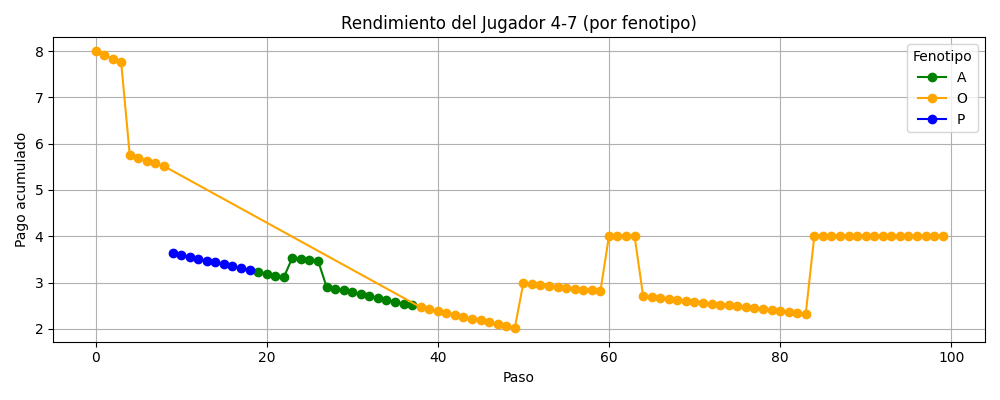 Rendimiento del Jugador 4-7 (por fenotipo)
Pago acumulado
8
7
6
5
4
3
2
Fenotipo
A
O
P
0 20 40 60 80 100
Paso